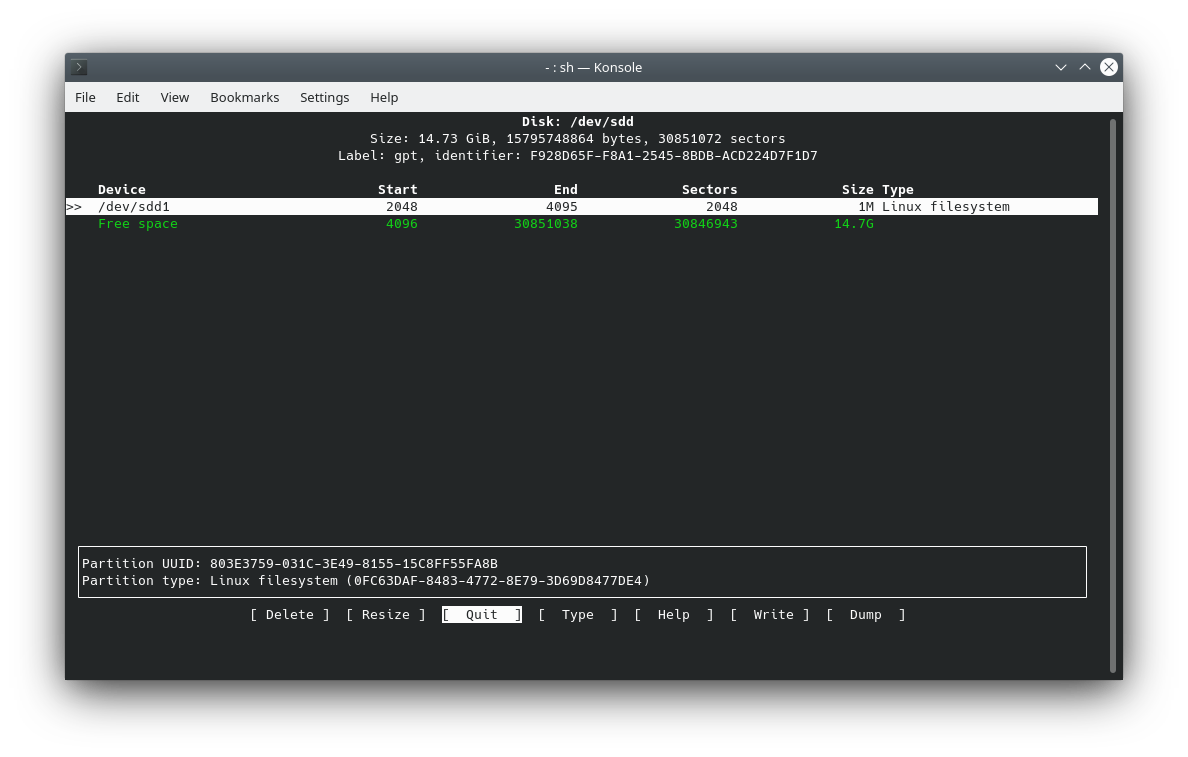 - : sh — Konsole
File Edit View Bookmarks Settings Help
Disk: /dev/sdd
Size: 14.73 GiB, 15795748864 bytes, 30851072 sectors
Label: gpt, identifier: F928D65F-F8A1-2545-8BDB-ACD224D7F1D7
Device Start End Sectors Size Type
>> /dev/sdd1 2048 4095 2048 1M Linux filesystem
Free space 4096 30851038 30846943 14.7G
Partition UUID: 803E3759-031C-3E49-8155-15C8FF55FA8B
Partition type: Linux filesystem (0FC63DAF-8483-4772-8E79-3D69D8477DE4)
[ Delete ] [ Resize ] [ Quit ] [ Type ] [ Help ] [ Write ] [ Dump ]